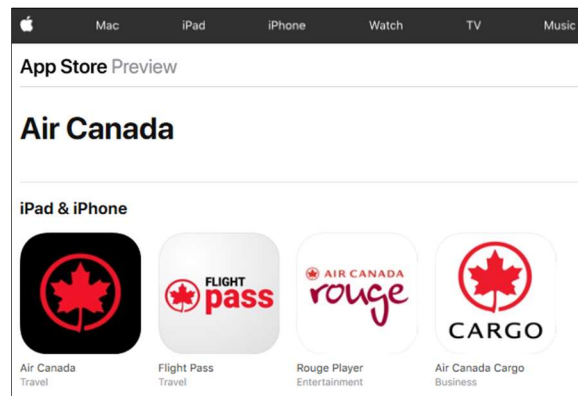 Mac iPad iPhone Watch TV Music
App Store Preview
Air Canada
iPad & iPhone
FLIGHT
pass
AIR CANADA
rouge
CARGO
Air Canada Flight Pass Rouge Player Air Canada Cargo
Travel Travel Entertainment Business